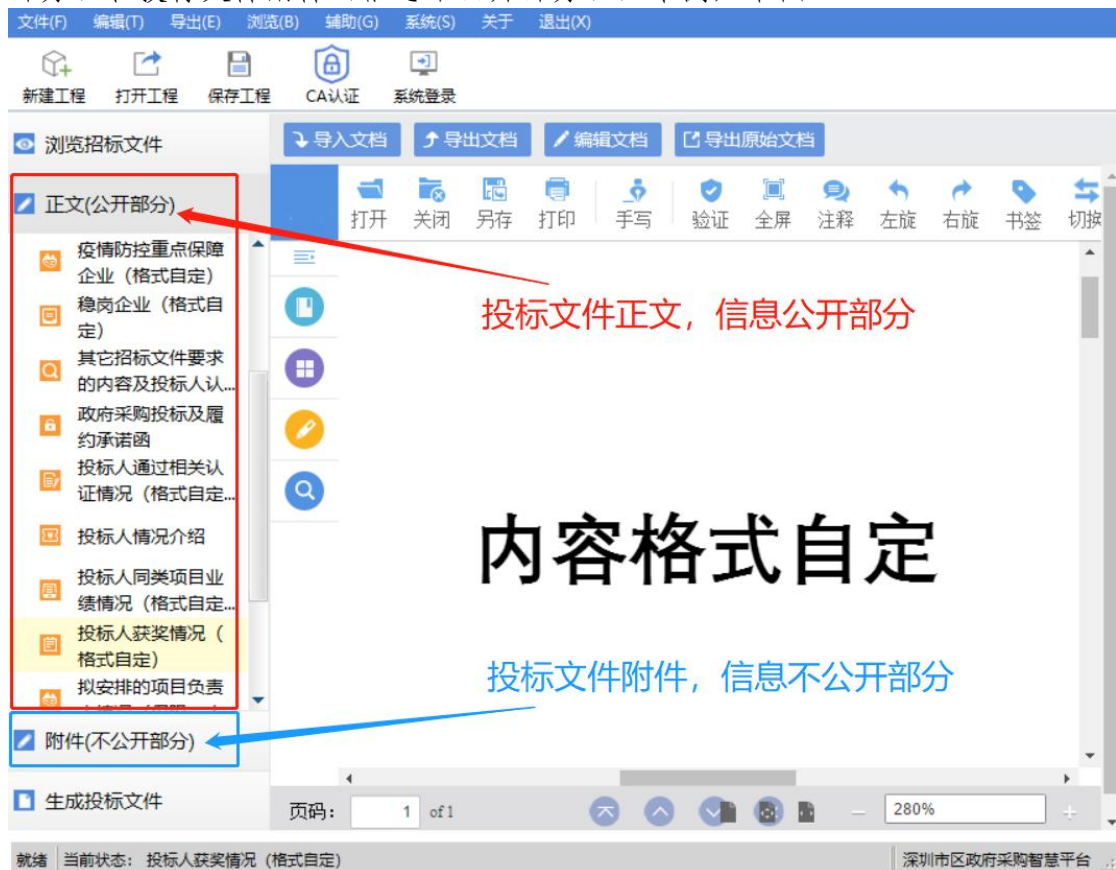 文件(F) 编辑(T) 导出(E) 浏览(B) 辅助(G) 系统(S) 关于 退出(X)
新建工程 打开工程 保存工程 CA认证 系统登录
浏览招标文件
导入文档 导出文档 编辑文档 导出原始文档
正文(公开部分)
打开 关闭 另存 打印 手写 验证 全屏 注释 左旋 右旋 书签 切换
疫情防控重点保障
企业（格式自定）
稳岗企业（格式自
定）
其它招标文件要求
的内容及投标人认...
政府采购投标及履
约承诺函
投标人通过相关认
证情况（格式自定...
投标人情况介绍
投标人同类项目业
绩情况（格式自定...
投标人获奖情况（
格式自定）
拟安排的项目负责
投标文件正文，信息公开部分
内容格式自定
投标文件附件，信息不公开部分
附件(不公开部分)
生成投标文件
页码： 1 of 1 280%
就绪 当前状态：投标人获奖情况（格式自定） 深圳市区政府采购智慧平台